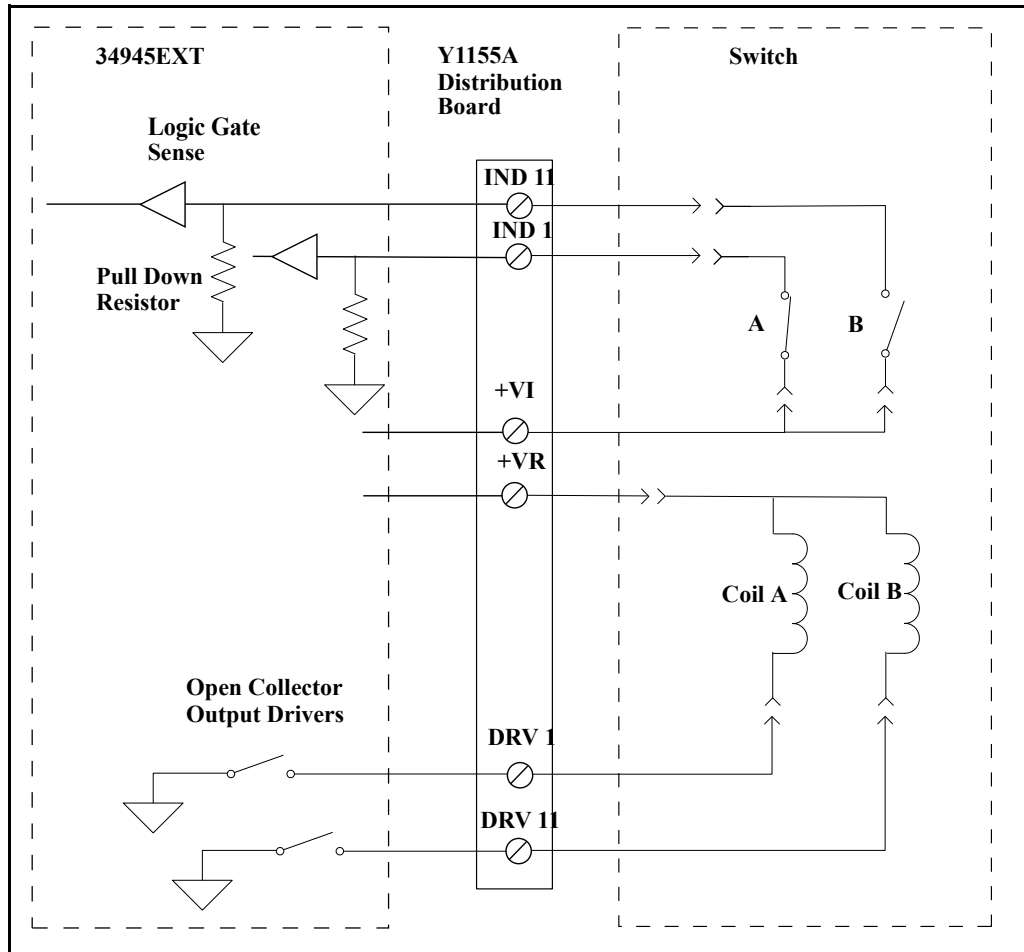 34945EXT
Y1155A
Distribution
Board
Switch
Logic Gate
Sense
IND 11
IND 1
Pull Down
Resistor
A
B
+VI
+VR
Coil A
Coil B
Open Collector
Output Drivers
DRV 1
DRV 11